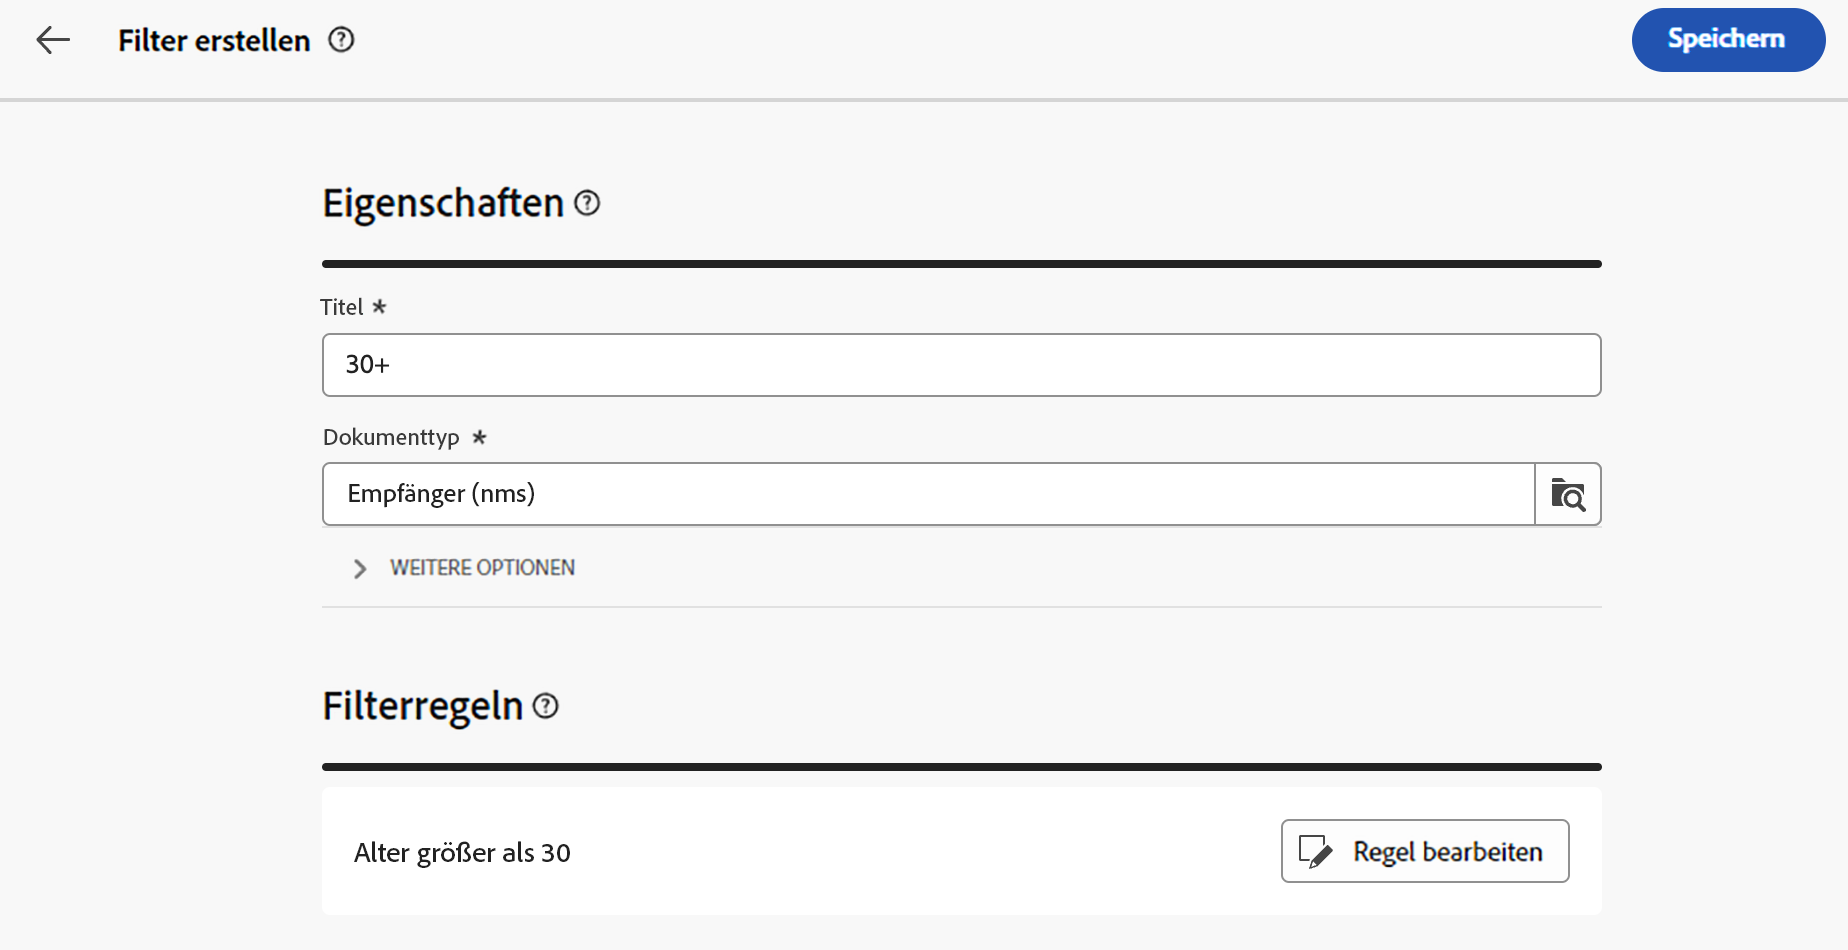 Filter erstellen
Speichern
Eigenschaften
Titel *
30+
Dokumenttyp *
Empfänger (nms)
WEITERE OPTIONEN
Filterregeln
Alter größer als 30
Regel bearbeiten